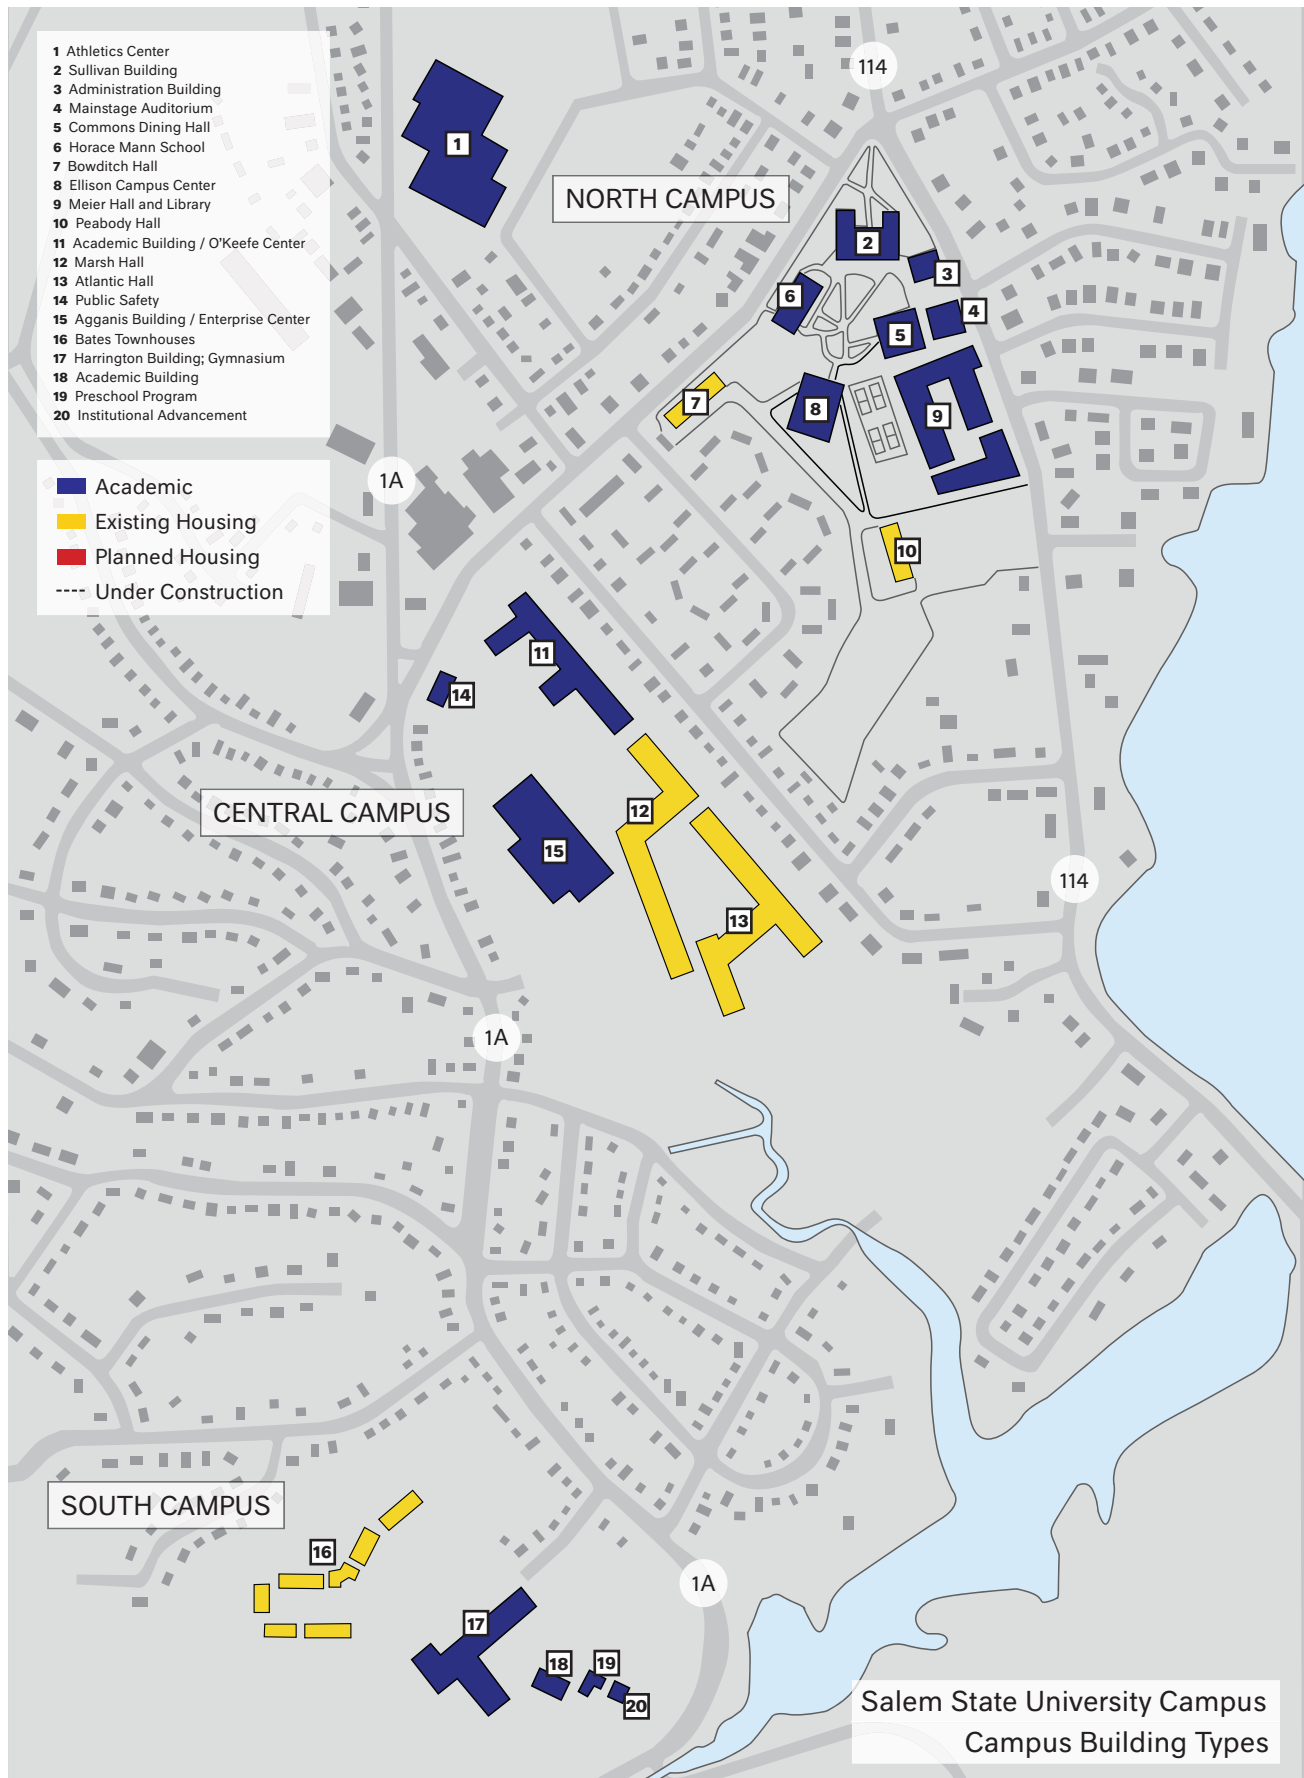 1 Athletics Center
2 Sullivan Building
3 Administration Building
4 Mainstage Auditorium
5 Commons Dining Hall
6 Horace Mann School
7 Bowditch Hall
8 Ellison Campus Center
9 Meier Hall and Library
10 Peabody Hall
11 Academic Building / O'Keefe Center
12 Marsh Hall
13 Atlantic Hall
14 Public Safety
15 Agganis Building / Enterprise Center
16 Bates Townhouses
17 Harrington Building; Gymnasium
18 Academic Building
19 Preschool Program
20 Institutional Advancement
Academic
Existing Housing
Planned Housing
Under Construction
114
1
NORTH CAMPUS
2
3
6
4
5
7
8
9
1A
10
11
14
CENTRAL CAMPUS
12
15
114
13
1A
SOUTH CAMPUS
16
1A
17
18
19
20
Salem State University Campus
Campus Building Types